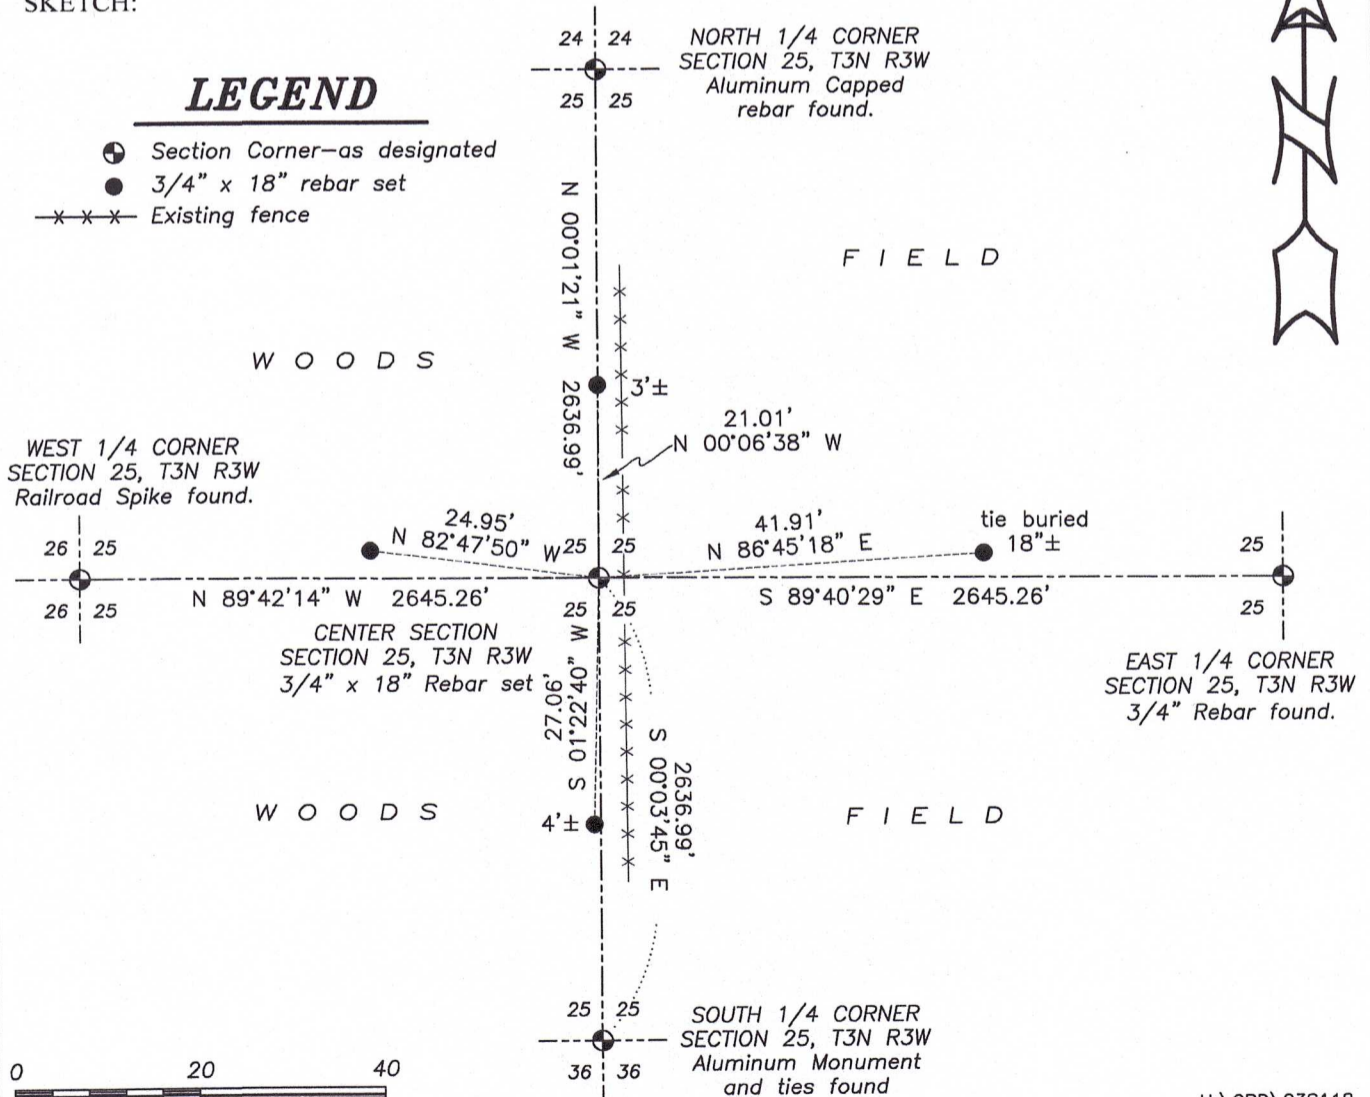 SKETCH:
24 24
NORTH 1/4 CORNER
SECTION 25, T3N R3W
Aluminum Capped
rebar found.
25 25
N
LEGEND
Section Corner-as designated
3/4" x 18" rebar set
Existing fence
N 00°01'21" W 2636.99'
F I E L D
W O O D S
3'±
21.01'
N 00°06'38" W
WEST 1/4 CORNER
SECTION 25, T3N R3W
Railroad Spike found.
26 25
26 25
24.95'
N 82°47'50" W
25 25
41.91'
N 86°45'18" E
tie buried
18"±
25
25
N 89°42'14" W 2645.26'
25 25
S 89°40'29" E 2645.26'
CENTER SECTION
SECTION 25, T3N R3W
3/4" x 18" Rebar set
EAST 1/4 CORNER
SECTION 25, T3N R3W
3/4" Rebar found.
S 01°22'40" W
27.06'
2636.99'
S 00°03'45" E
W O O D S
4'±
F I E L D
25 25
SOUTH 1/4 CORNER
SECTION 25, T3N R3W
Aluminum Monument
and ties found
36 36
0 20 40